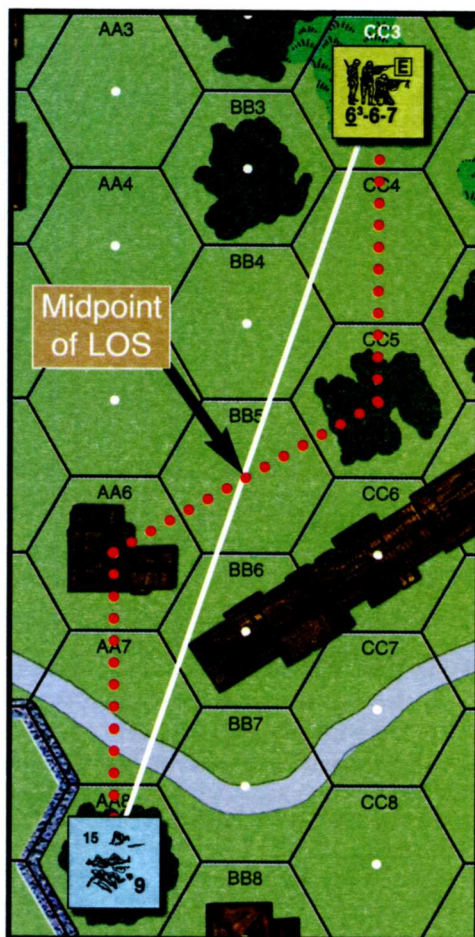 AA3
CC3
E
6³-6-7
BB3
AA4
CC4
BB4
Midpoint
of LOS
CC5
BB5
AA6
CC6
BB6
AA7
CC7
BB7
AA8
15
9
CC8
BB8